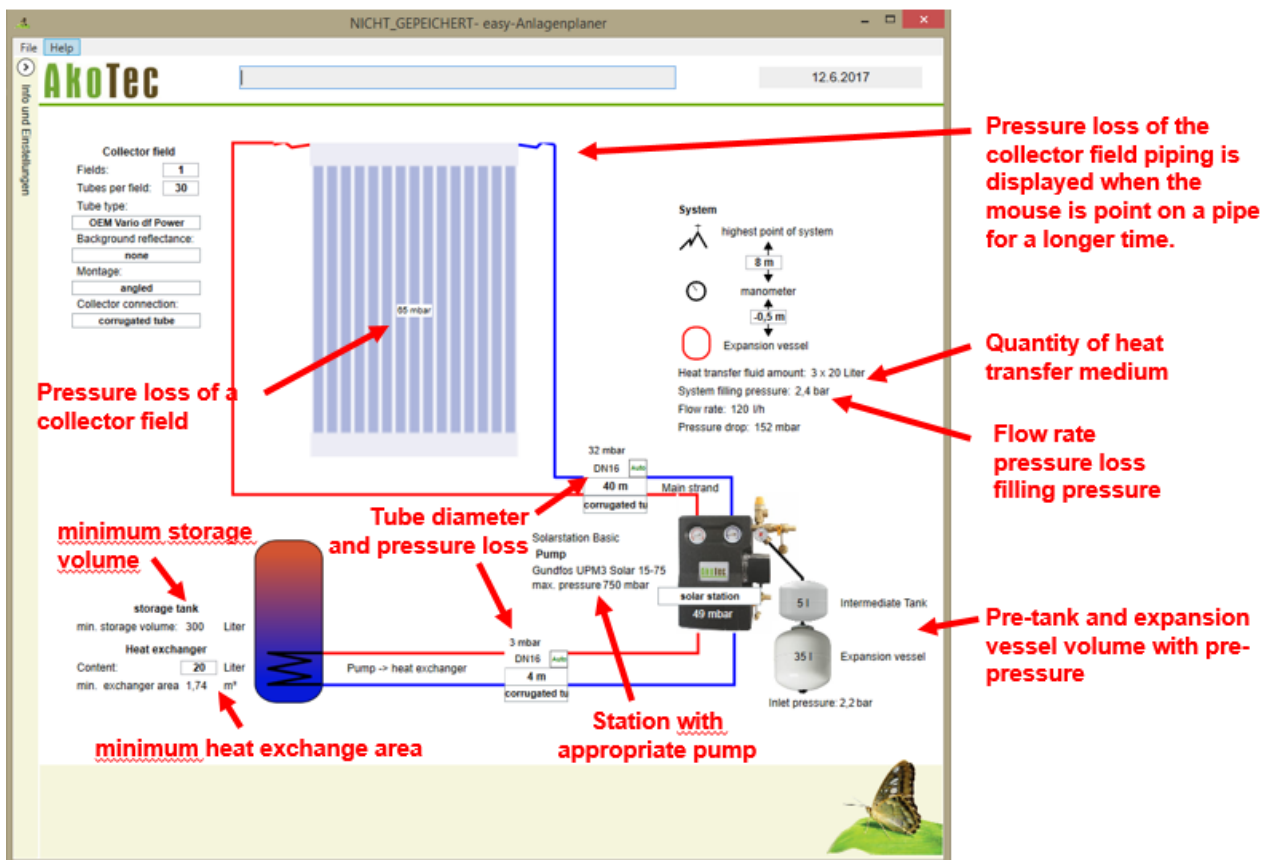 NICHT_GEPEICHERT- easy-Anlagenplaner
File Help
Info und Einstellungen
AkoTec
12.6.2017
Collector field
Fields: 1
Tubes per field: 30
Tube type:
OEM Vario df Power
Background reflectance:
none
Montage:
angled
Collector connection:
corrugated tube
65 mbar
Pressure loss of a
collector field
Pressure loss of the
collector field piping is
displayed when the
mouse is point on a pipe
for a longer time.
System
highest point of system
8 m
manometer
-0,5 m
Expansion vessel
Heat transfer fluid amount: 3 x 20 Liter
System filling pressure: 2,4 bar
Flow rate: 120 l/h
Pressure drop: 152 mbar
Quantity of heat
transfer medium
Flow rate
pressure loss
filling pressure
32 mbar
DN16 Auto
40 m
Main strand
corrugated tu
Tube diameter
and pressure loss
minimum storage
volume
Solarstation Basic
Pump
Gundfos UPM3 Solar 15-75
max. pressure 750 mbar
AkoTec
solar station
49 mbar
5 l
Intermediate Tank
35 l
Expansion vessel
Inlet pressure: 2,2 bar
Pre-tank and expansion
vessel volume with pre-
pressure
storage tank
min. storage volume: 300 Liter
Heat exchanger
Content: 20 Liter
min. exchanger area 1,74 m²
Pump -> heat exchanger
3 mbar
DN16 Auto
4 m
corrugated tu
minimum heat exchange area
Station with
appropriate pump